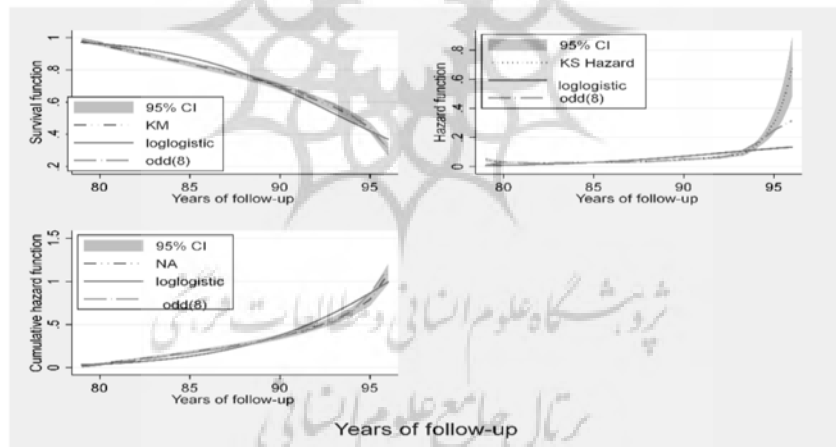 1
.8
.6
.4
.2
Survival function
95% CI
KM
loglogistic
odd(8)
80 85 90 95
Years of follow-up
.8
.6
.4
.2
0
Hazard function
95% CI
KS Hazard
loglogistic
odd(8)
80 85 90 95
Years of follow-up
1.5
1
.5
0
Cumulative hazard function
95% CI
NA
loglogistic
odd(8)
80 85 90 95
Years of follow-up
پژوهشگاه علوم انسانی و مطالعات فرهنگی
پرتال جامع علوم انسانی
Years of follow-up